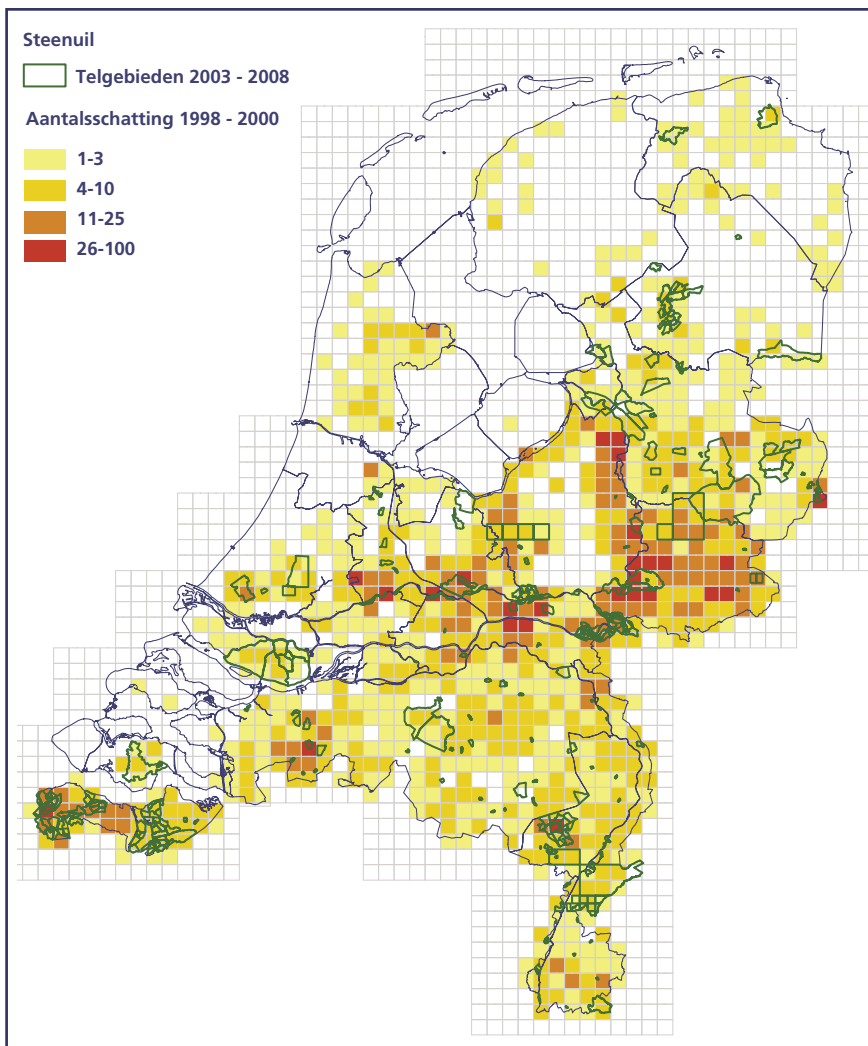 Steenuil
Telgebieden 2003 - 2008
Aantalsschatting 1998 - 2000
1-3
4-10
11-25
26-100